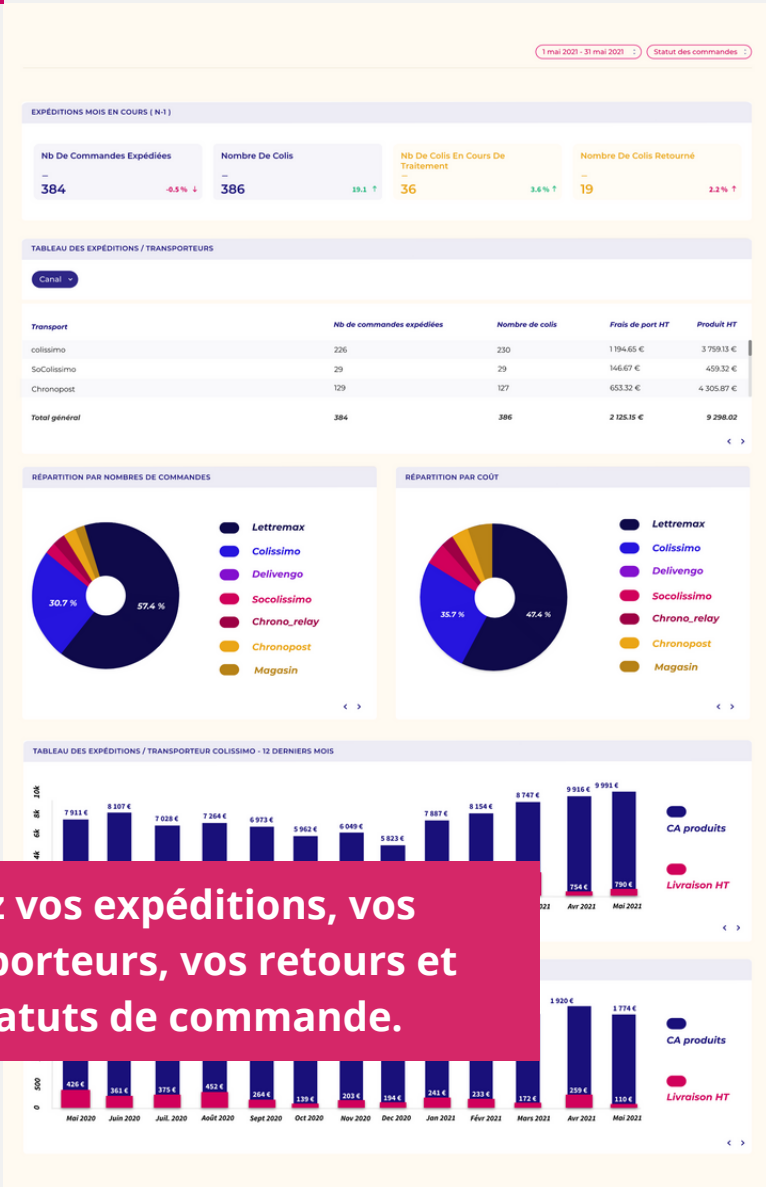 1 mai 2021 - 31 mai 2021 Statut des commandes
EXPÉDITIONS MOIS EN COURS ( N-1 )
Nb De Commandes Expédiées
384 -0.5 % ↓
Nombre De Colis
386 19.1 ↑
Nb De Colis En Cours De
Traitement
36 3.6 % ↑
Nombre De Colis Retourné
19 2.2 % ↑
TABLEAU DES EXPÉDITIONS / TRANSPORTEURS
Canal
Transport Nb de commandes expédiées Nombre de colis Frais de port HT Produit HT
colissimo 226 230 1 194.65 € 3 759.13 €
SoColissimo 29 29 146.67 € 459.32 €
Chronopost 129 127 653.32 € 4 305.87 €
Total général 384 386 2 125.15 € 9 298.02
RÉPARTITION PAR NOMBRES DE COMMANDES
30.7 % 57.4 %
Lettremax
Colissimo
Delivengo
Socolissimo
Chrono_relay
Chronopost
Magasin
RÉPARTITION PAR COÛT
35.7 % 47.4 %
Lettremax
Colissimo
Delivengo
Socolissimo
Chrono_relay
Chronopost
Magasin
TABLEAU DES EXPÉDITIONS / TRANSPORTEUR COLISSIMO - 12 DERNIERS MOIS
10k
8k
6k
4k
7 911 € 8 107 € 7 028 € 7 264 € 6 973 € 5 962 € 6 049 € 5 823 € 7 887 € 8 154 € 8 747 € 9 916 € 9 991 €
754 € 790 €
021 Avr 2021 Mai 2021
CA produits
Livraison HT
z vos expéditions, vos
porteurs, vos retours et
atuts de commande.
1 920 € 1 774 €
500
0
426 € 361 € 375 € 452 € 264 € 139 € 203 € 194 € 241 € 233 € 172 € 259 € 110 €
Mai 2020 Juin 2020 Juil. 2020 Août 2020 Sept 2020 Oct 2020 Nov 2020 Dec 2020 Jan 2021 Févr 2021 Mars 2021 Avr 2021 Mai 2021
CA produits
Livraison HT